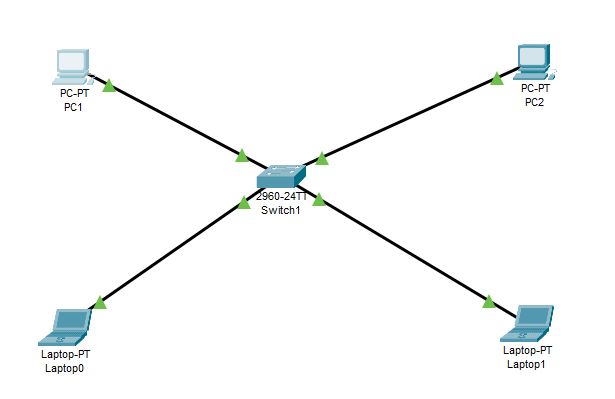 PC-PT
PC1
PC-PT
PC2
2960-24TT
Switch1
Laptop-PT
Laptop0
Laptop-PT
Laptop1